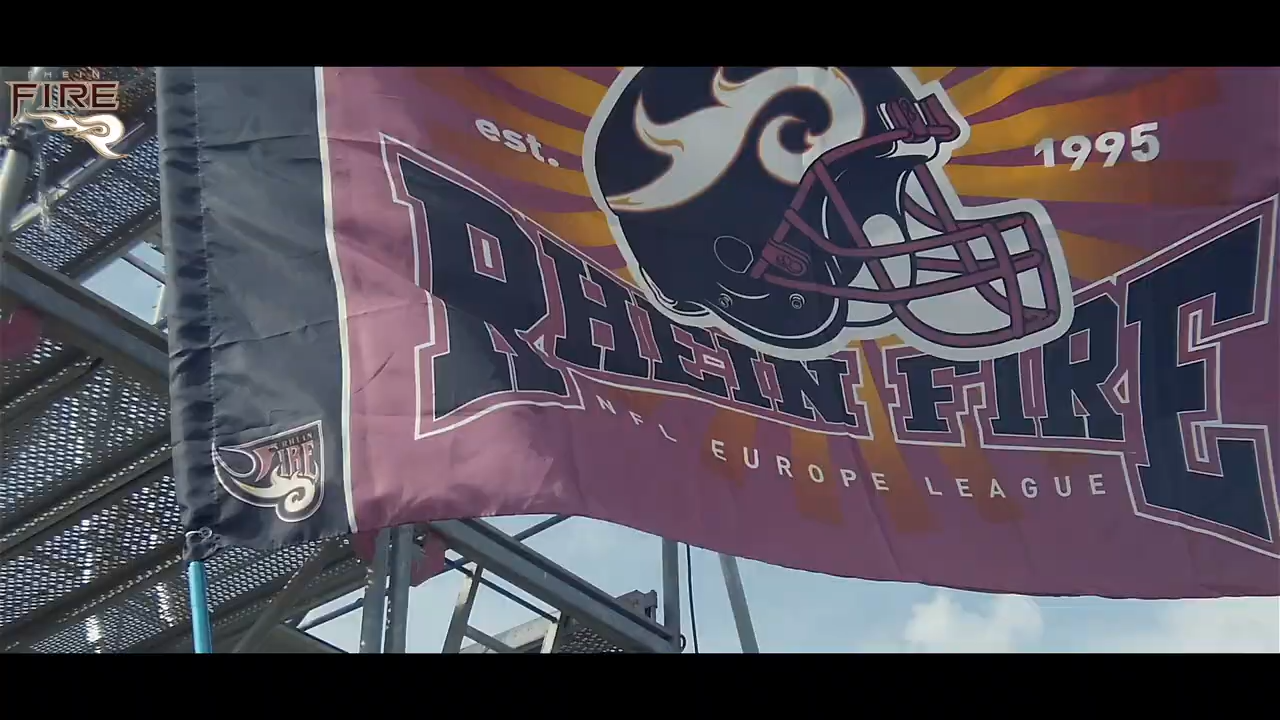 RHEIN
FIRE
est. 1995
RHEIN FIRE
NFL EUROPE LEAGUE
RHEIN
FIRE